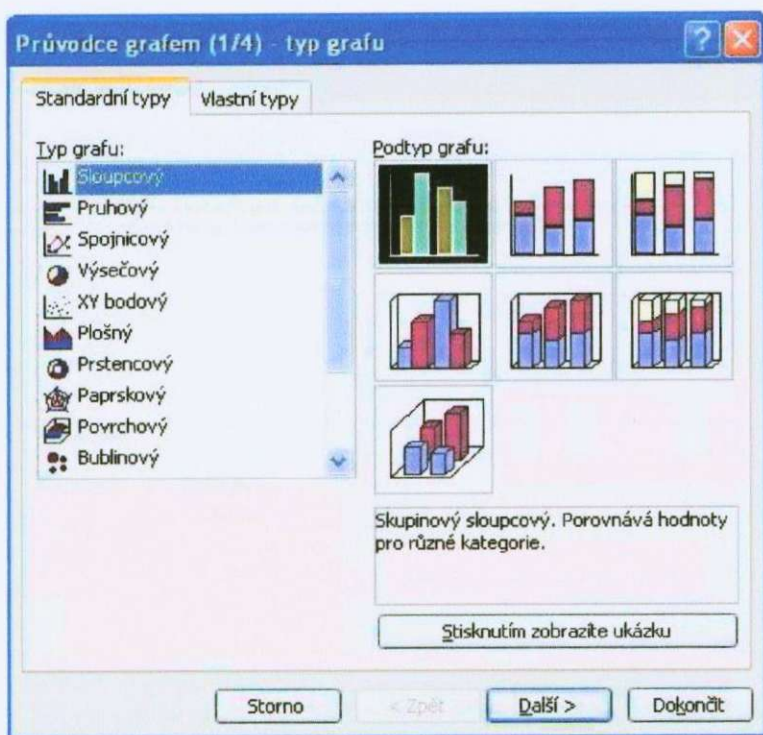 Průvodce grafem (1/4) - typ grafu
Standardní typy
Vlastní typy
Typ grafu:
Sloupcový
Pruhový
Spojnicový
Výsečový
XY bodový
Plošný
Prstencový
Paprskový
Povrchový
Bublinový
Podtyp grafu:
Skupinový sloupcový. Porovnává hodnoty
pro různé kategorie.
Stisknutím zobrazíte ukázku
Storno
< Zpět
Další >
Dokončit